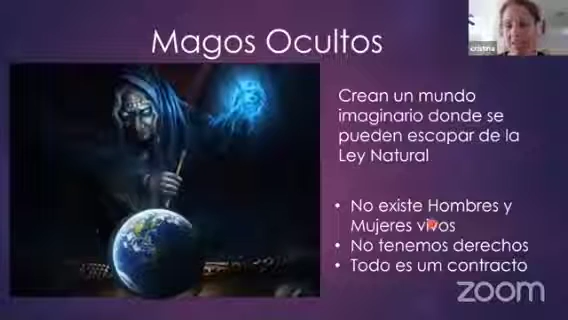 Magos Ocultos
cristina
Crean un mundo
imaginario donde se
pueden escapar de la
Ley Natural
• No existe Hombres y
Mujeres vivos
• No tenemos derechos
• Todo es um contracto
zoom